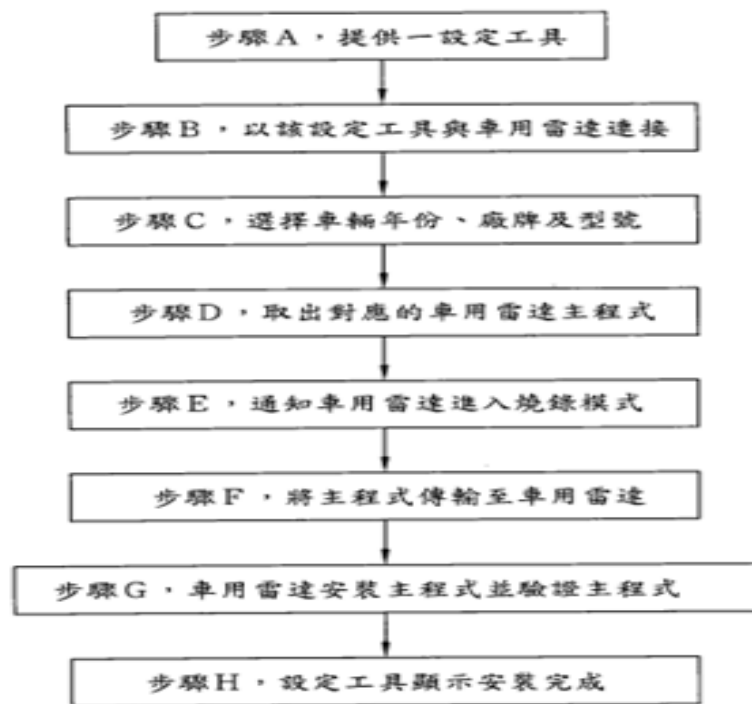 步驟A，提供一設定工具
步驟B，以該設定工具與車用雷達連接
步驟C，選擇車輛年份、廠牌及型號
步驟D，取出對應的車用雷達主程式
步驟E，通知車用雷達進入燒錄模式
步驟F，將主程式傳輸至車用雷達
步驟G，車用雷達安裝主程式並驗證主程式
步驟H，設定工具顯示安裝完成